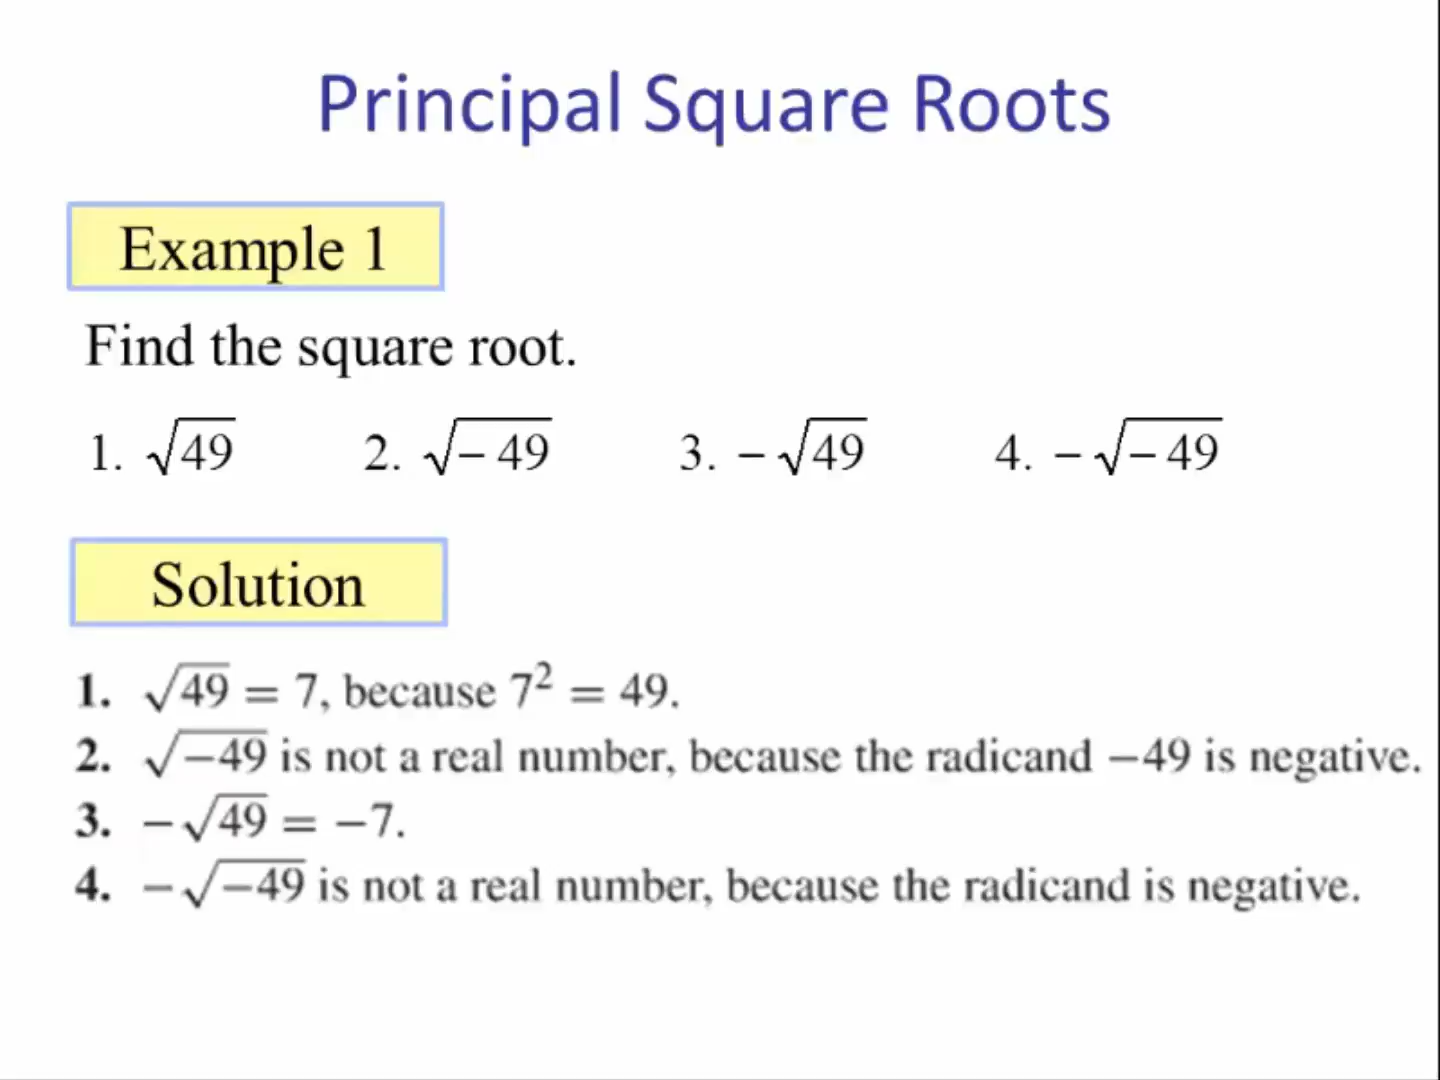 Principal Square Roots
Example 1
Find the square root.
1. √49 2. √−49 3. −√49 4. −√−49
Solution
1. √49 = 7, because 7² = 49.
2. √−49 is not a real number, because the radicand −49 is negative.
3. −√49 = −7.
4. −√−49 is not a real number, because the radicand is negative.